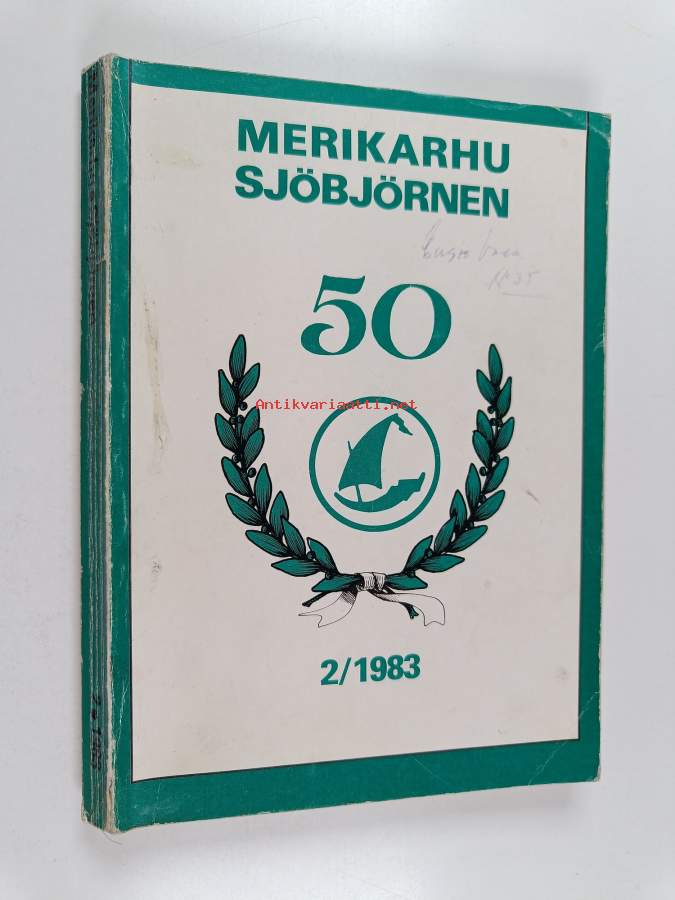 MERIKARHU
SJÖBJÖRNEN
50
Antikvariaatti.net
2/1983